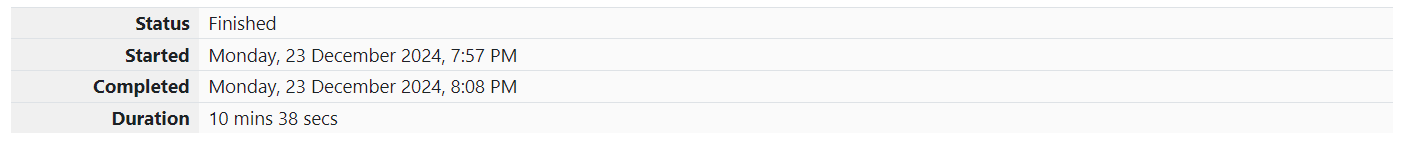 Status Finished
Started Monday, 23 December 2024, 7:57 PM
Completed Monday, 23 December 2024, 8:08 PM
Duration 10 mins 38 secs